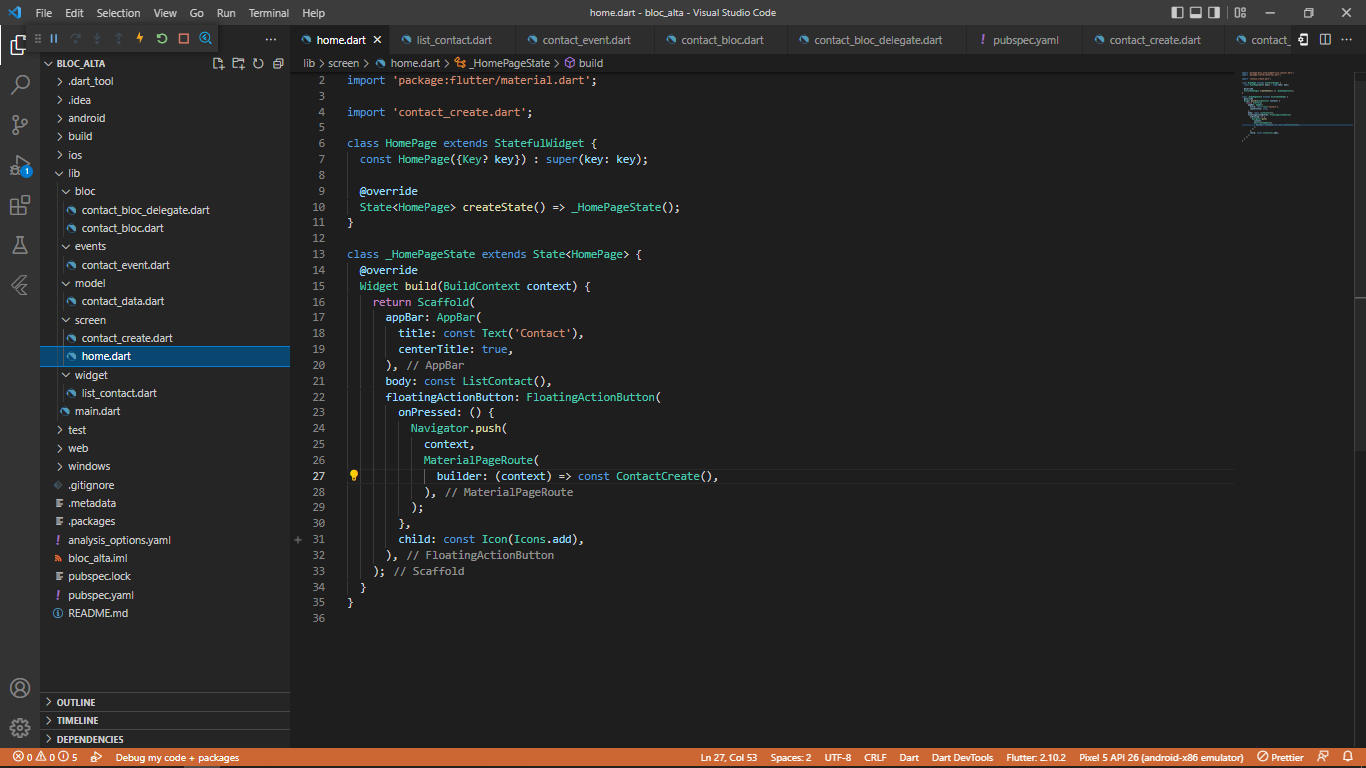 File Edit Selection View Go Run Terminal Help
home.dart - bloc_alta - Visual Studio Code
home.dart
list_contact.dart
contact_event.dart
contact_bloc.dart
contact_bloc_delegate.dart
pubspec.yaml
contact_create.dart
contact_
BLOC_ALTA
.dart_tool
.idea
android
build
ios
lib
bloc
contact_bloc_delegate.dart
contact_bloc.dart
events
contact_event.dart
model
contact_data.dart
screen
contact_create.dart
home.dart
widget
list_contact.dart
main.dart
test
web
windows
.gitignore
.metadata
.packages
analysis_options.yaml
bloc_alta.iml
pubspec.lock
pubspec.yaml
README.md
OUTLINE
TIMELINE
DEPENDENCIES
1
lib > screen > home.dart > _HomePageState > build
2 import 'package:flutter/material.dart';
3
4 import 'contact_create.dart';
5
6 class HomePage extends StatefulWidget {
7 const HomePage({Key? key}) : super(key: key);
8
9 @override
10 State<HomePage> createState() => _HomePageState();
11 }
12
13 class _HomePageState extends State<HomePage> {
14 @override
15 Widget build(BuildContext context) {
16 return Scaffold(
17 appBar: AppBar(
18 title: const Text('Contact'),
19 centerTitle: true,
20 ), // AppBar
21 body: const ListContact(),
22 floatingActionButton: FloatingActionButton(
23 onPressed: () {
24 Navigator.push(
25 context,
26 MaterialPageRoute(
27 builder: (context) => const ContactCreate(),
28 ), // MaterialPageRoute
29 );
30 },
31 child: const Icon(Icons.add),
32 ), // FloatingActionButton
33 ); // Scaffold
34 }
35 }
36
0 0 5 Debug my code + packages
Ln 27, Col 53 Spaces: 2 UTF-8 CRLF Dart Dart DevTools Flutter: 2.10.2 Pixel 5 API 26 (android-x86 emulator) Prettier